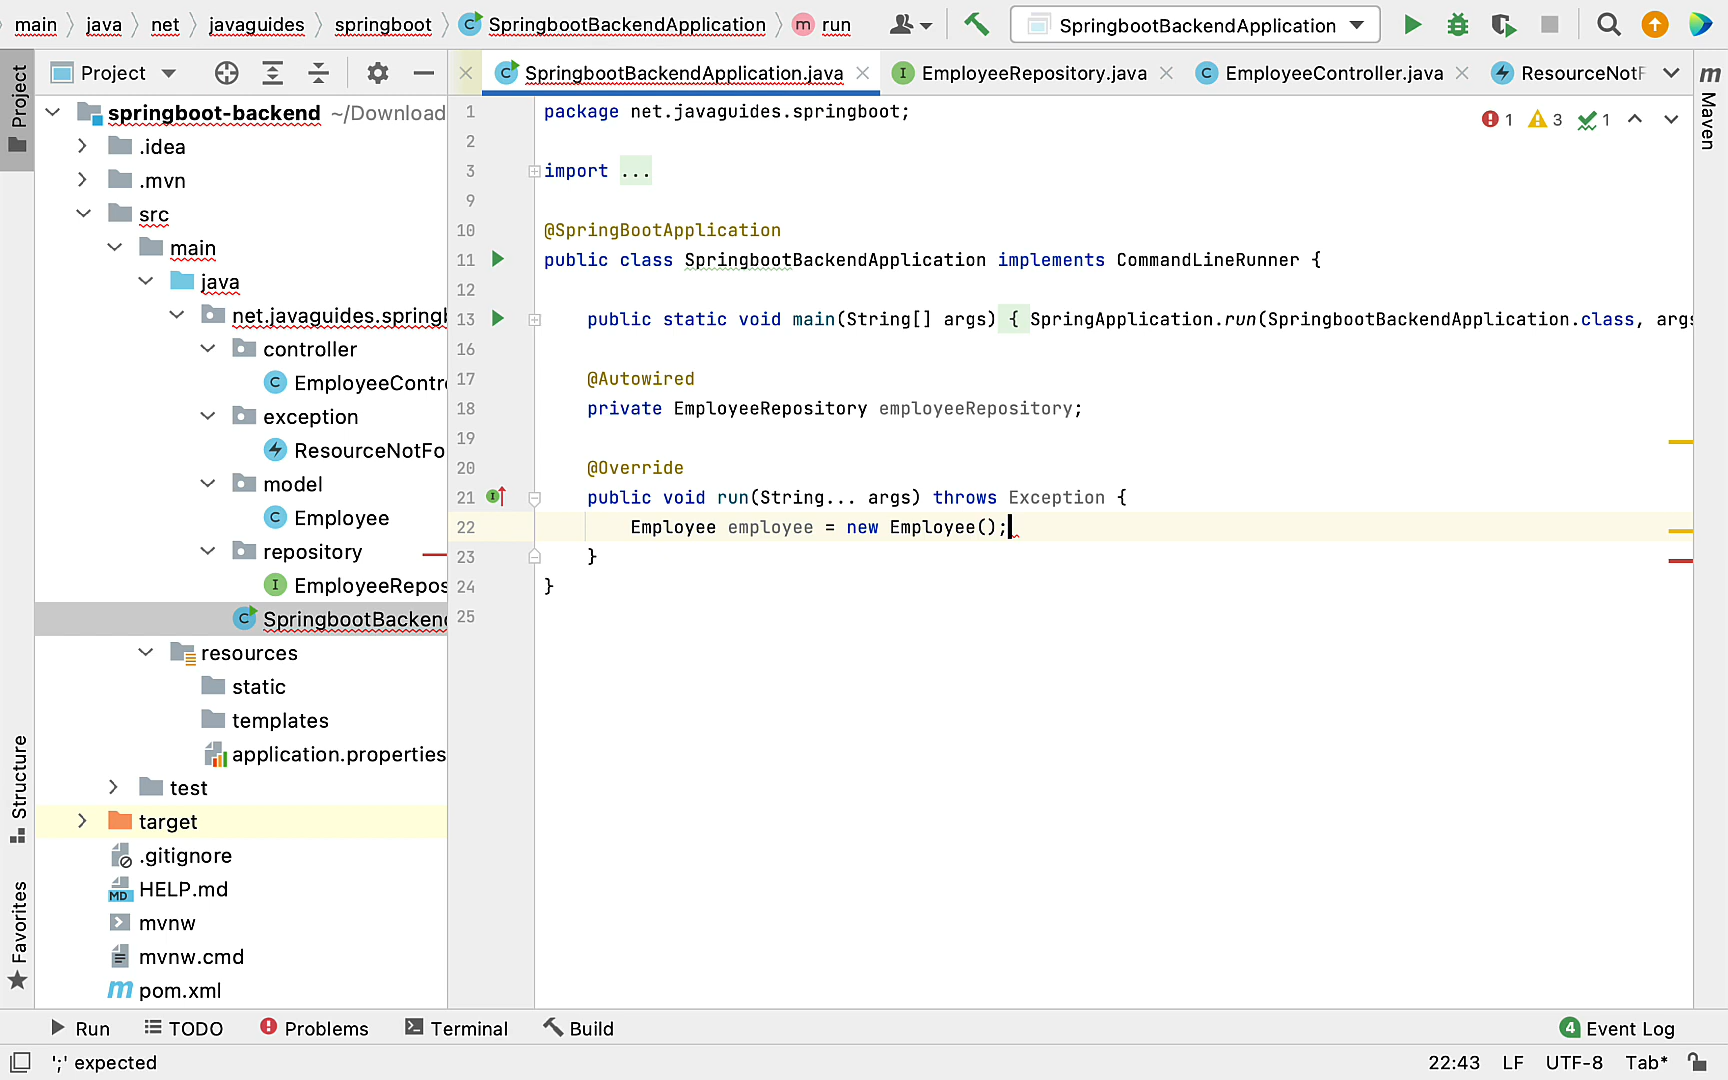 main java net javaguides springboot SpringbootBackendApplication m run SpringbootBackendApplication
Project SpringbootBackendApplication.java EmployeeRepository.java EmployeeController.java ResourceNotF
Project
springboot-backend ~/Download
.idea
.mvn
src
main
java
net.javaguides.springb
controller
C EmployeeContr
exception
ResourceNotFo
model
C Employee
repository
I EmployeeRepos
C SpringbootBacken
resources
static
templates
application.properties
test
target
.gitignore
MD HELP.md
mvnw
mvnw.cmd
m pom.xml
1 package net.javaguides.springboot;
2
3 import ...
9
10 @SpringBootApplication
11 public class SpringbootBackendApplication implements CommandLineRunner {
12
13 public static void main(String[] args) { SpringApplication.run(SpringbootBackendApplication.class, args
16
17 @Autowired
18 private EmployeeRepository employeeRepository;
19
20 @Override
21 public void run(String... args) throws Exception {
22 Employee employee = new Employee();
23 }
24 }
25
1 3 1
m Maven
Structure
Favorites
Run TODO Problems Terminal Build 4 Event Log
';' expected 22:43 LF UTF-8 Tab*